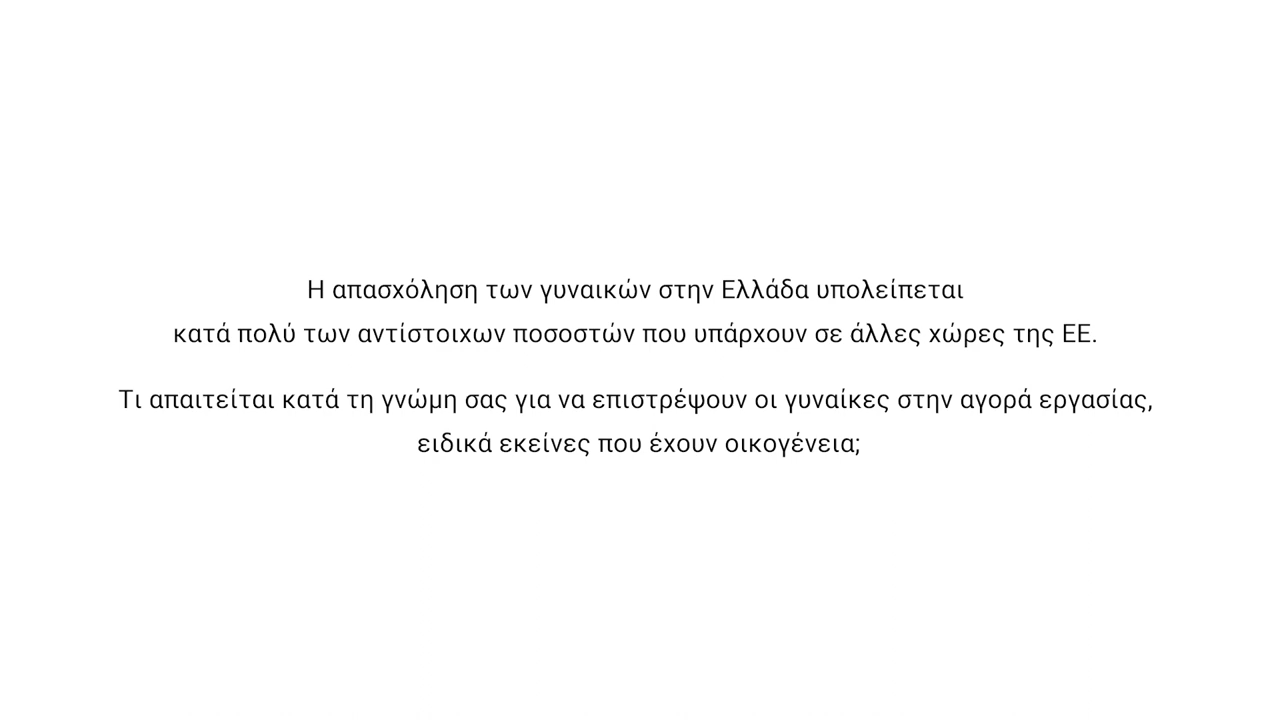 Η απασχόληση των γυναικών στην Ελλάδα υπολείπεται
κατά πολύ των αντίστοιχων ποσοστών που υπάρχουν σε άλλες χώρες της ΕΕ.
Τι απαιτείται κατά τη γνώμη σας για να επιστρέψουν οι γυναίκες στην αγορά εργασίας,
ειδικά εκείνες που έχουν οικογένεια;